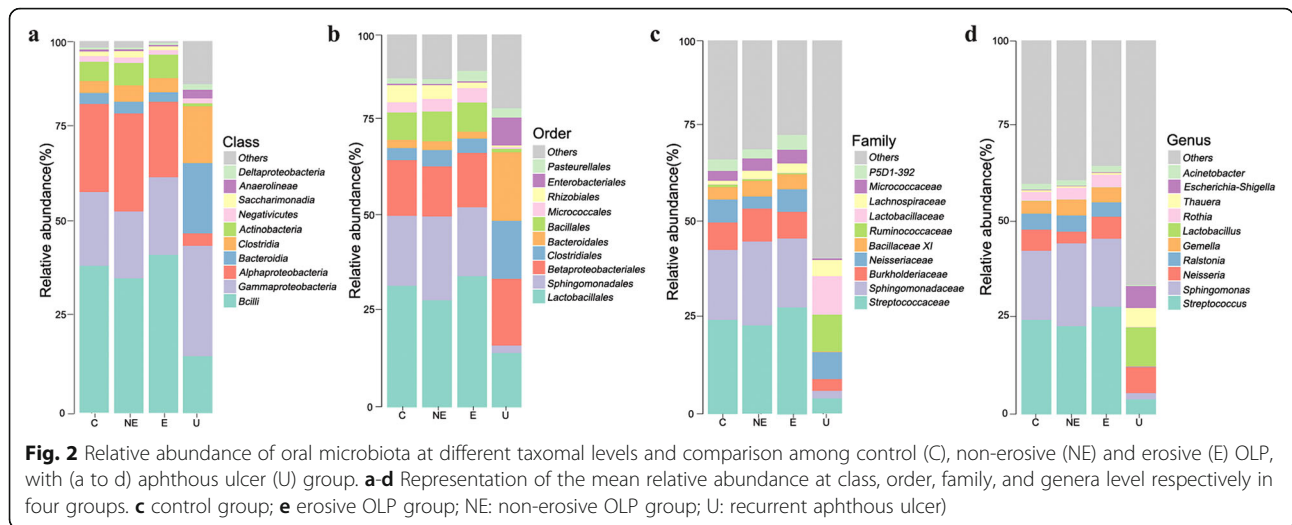 a
Relative abundance(%)
100
75
50
25
0
C NE E U
Class
Others
Deltaproteobacteria
Anaerolineae
Saccharimonadia
Negativicutes
Actinobacteria
Clostridia
Bacteroidia
Alphaproteobacteria
Gammaproteobacteria
Bcilli
b
Relative abundance(%)
100
75
50
25
0
C NE E U
Order
Others
Pasteurellales
Enterobacteriales
Rhizobiales
Micrococcales
Bacillales
Bacteroidales
Clostridiales
Betaproteobacteriales
Sphingomonadales
Lactobacillales
c
Relative abundance(%)
100
75
50
25
0
C NE E U
Family
Others
P5D1-392
Micrococcaceae
Lachnospiraceae
Lactobacillaceae
Ruminococcaceae
Bacillaceae XI
Neisseriaceae
Burkholderiaceae
Sphingomonadaceae
Streptococcaceae
d
Relative abundance(%)
100
75
50
25
0
C NE E U
Genus
Others
Acinetobacter
Escherichia-Shigella
Thauera
Rothia
Lactobacillus
Gemella
Ralstonia
Neisseria
Sphingomonas
Streptococcus
Fig. 2 Relative abundance of oral microbiota at different taxomal levels and comparison among control (C), non-erosive (NE) and erosive (E) OLP,
with (a to d) aphthous ulcer (U) group. a-d Representation of the mean relative abundance at class, order, family, and genera level respectively in
four groups. c control group; e erosive OLP group; NE: non-erosive OLP group; U: recurrent aphthous ulcer)